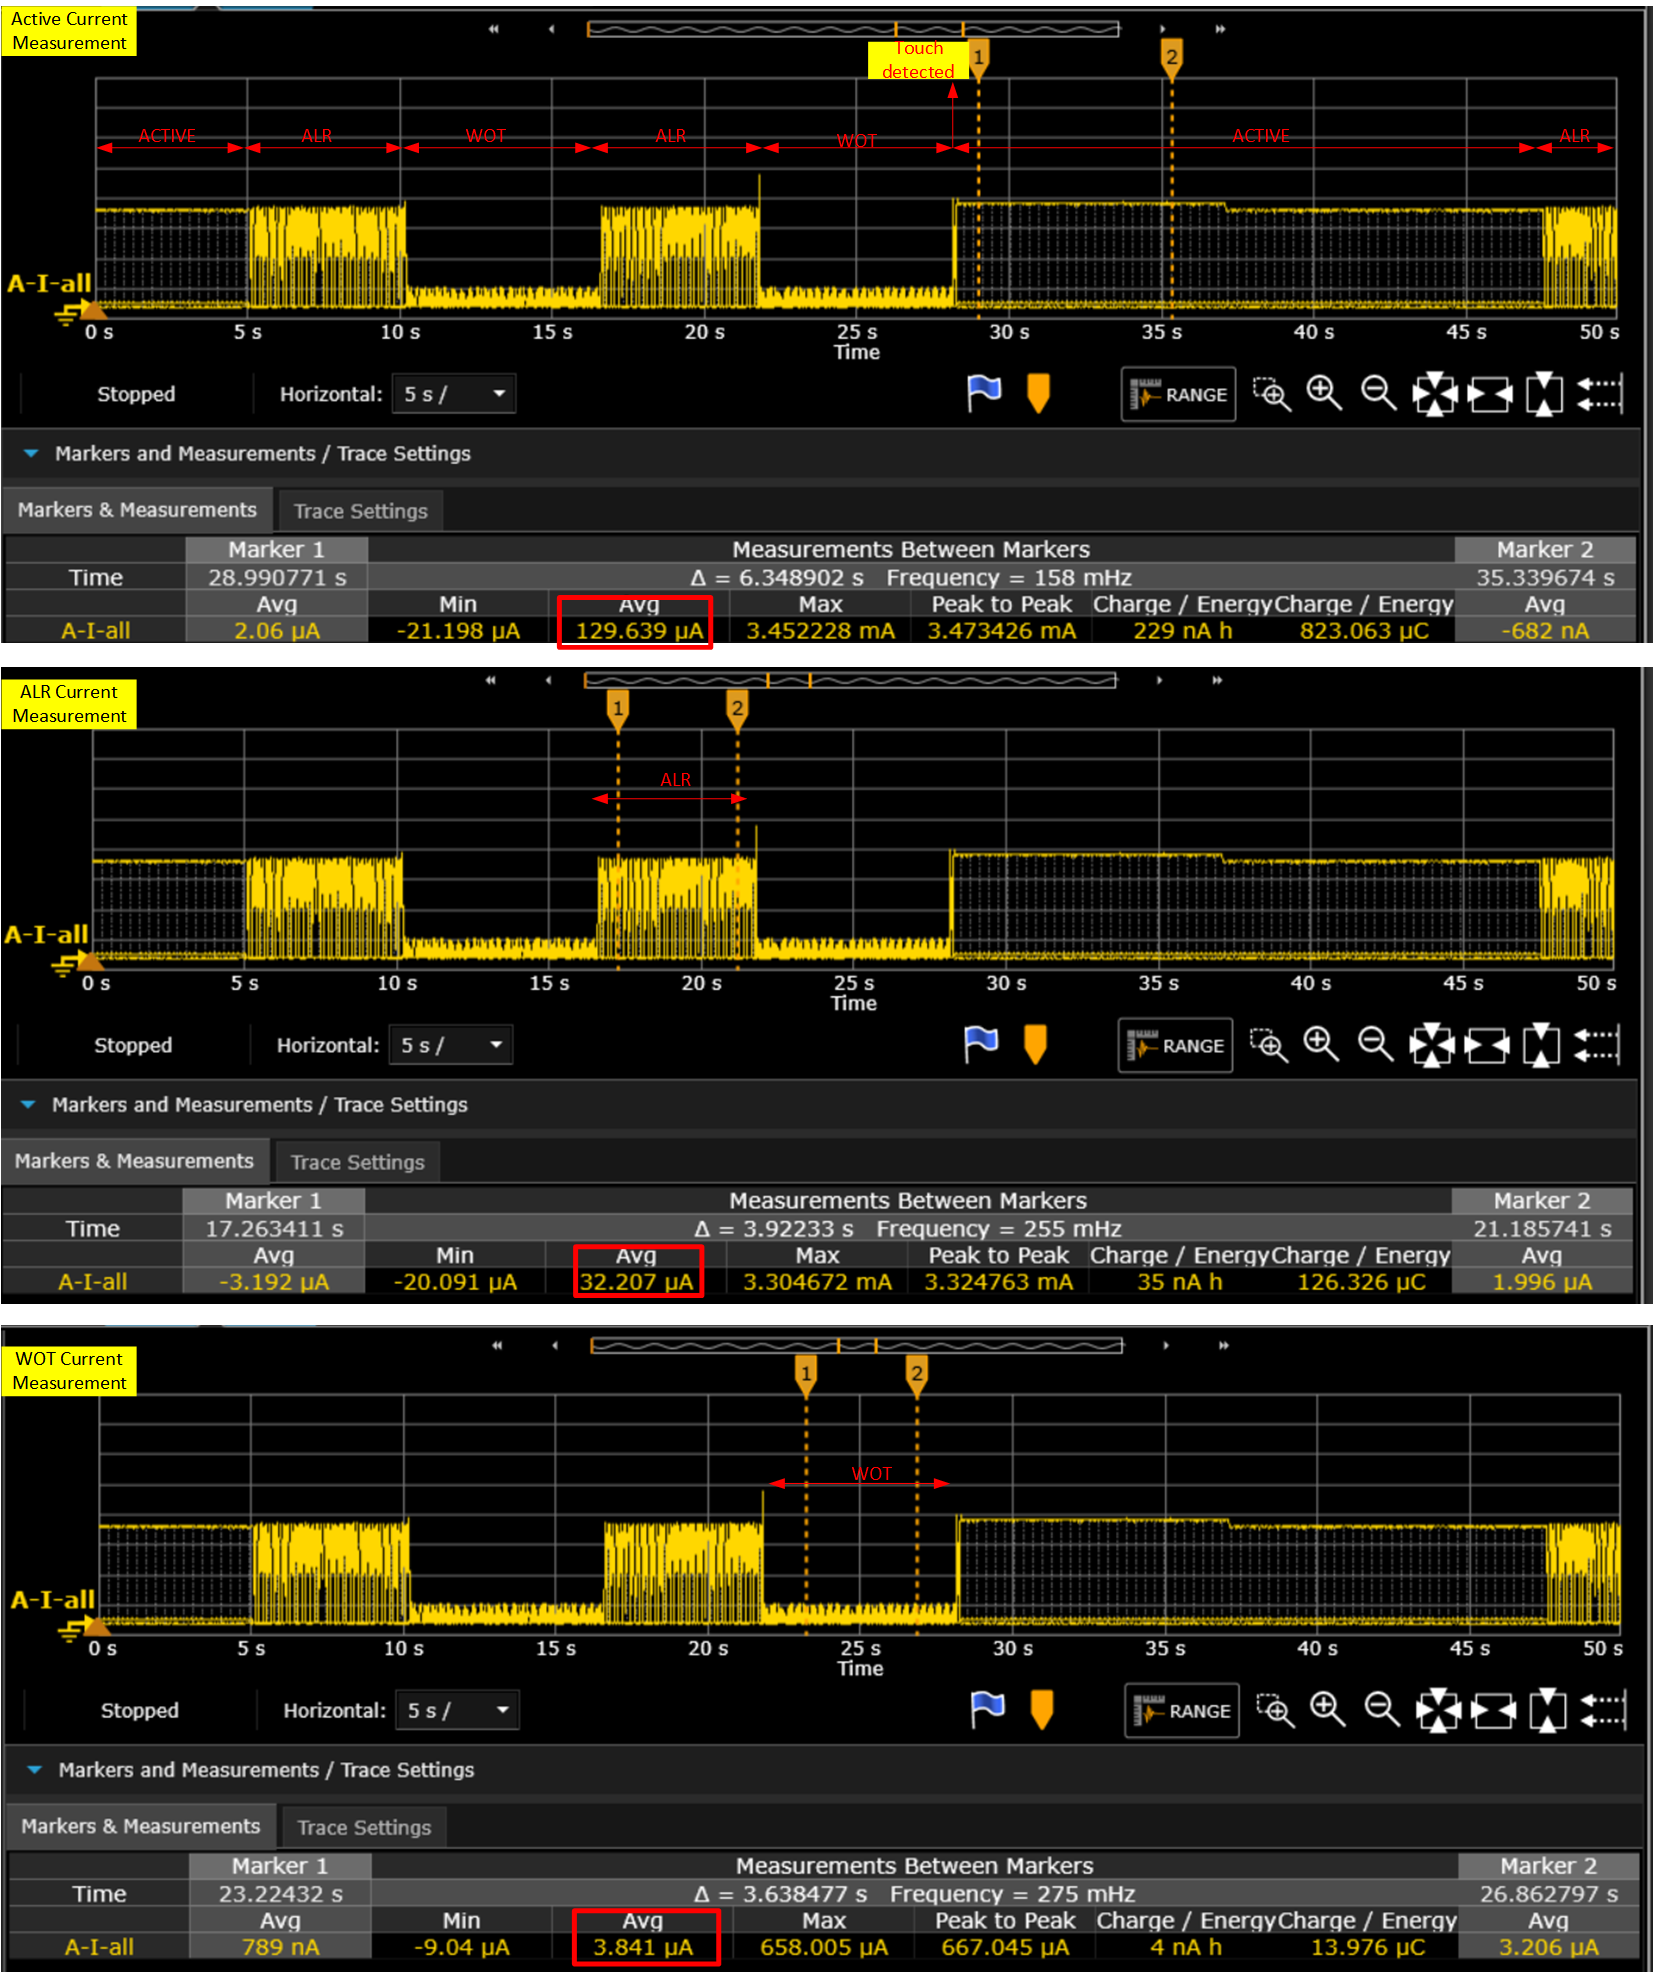 Active Current
Measurement
Touch
detected
1
2
ACTIVE
ALR
WOT
ALR
WOT
ACTIVE
ALR
A-I-all
0 s
5 s
10 s
15 s
20 s
25 s
30 s
35 s
40 s
45 s
50 s
Time
Stopped
Horizontal:
5 s /
RANGE
Markers and Measurements / Trace Settings
Markers & Measurements
Trace Settings
Marker 1
Measurements Between Markers
Marker 2
Time
28.990771 s
Δ = 6.348902 s Frequency = 158 mHz
35.339674 s
Avg
Min
Avg
Max
Peak to Peak
Charge / Energy
Charge / Energy
Avg
A-I-all
2.06 µA
-21.198 µA
129.639 µA
3.452228 mA
3.473426 mA
229 nA h
823.063 µC
-682 nA
ALR Current
Measurement
1
2
ALR
A-I-all
0 s
5 s
10 s
15 s
20 s
25 s
30 s
35 s
40 s
45 s
50 s
Time
Stopped
Horizontal:
5 s /
RANGE
Markers and Measurements / Trace Settings
Markers & Measurements
Trace Settings
Marker 1
Measurements Between Markers
Marker 2
Time
17.263411 s
Δ = 3.92233 s Frequency = 255 mHz
21.185741 s
Avg
Min
Avg
Max
Peak to Peak
Charge / Energy
Charge / Energy
Avg
A-I-all
-3.192 µA
-20.091 µA
32.207 µA
3.304672 mA
3.324763 mA
35 nA h
126.326 µC
1.996 µA
WOT Current
Measurement
1
2
WOT
A-I-all
0 s
5 s
10 s
15 s
20 s
25 s
30 s
35 s
40 s
45 s
50 s
Time
Stopped
Horizontal:
5 s /
RANGE
Markers and Measurements / Trace Settings
Markers & Measurements
Trace Settings
Marker 1
Measurements Between Markers
Marker 2
Time
23.22432 s
Δ = 3.638477 s Frequency = 275 mHz
26.862797 s
Avg
Min
Avg
Max
Peak to Peak
Charge / Energy
Charge / Energy
Avg
A-I-all
789 nA
-9.04 µA
3.841 µA
658.005 µA
667.045 µA
4 nA h
13.976 µC
3.206 µA